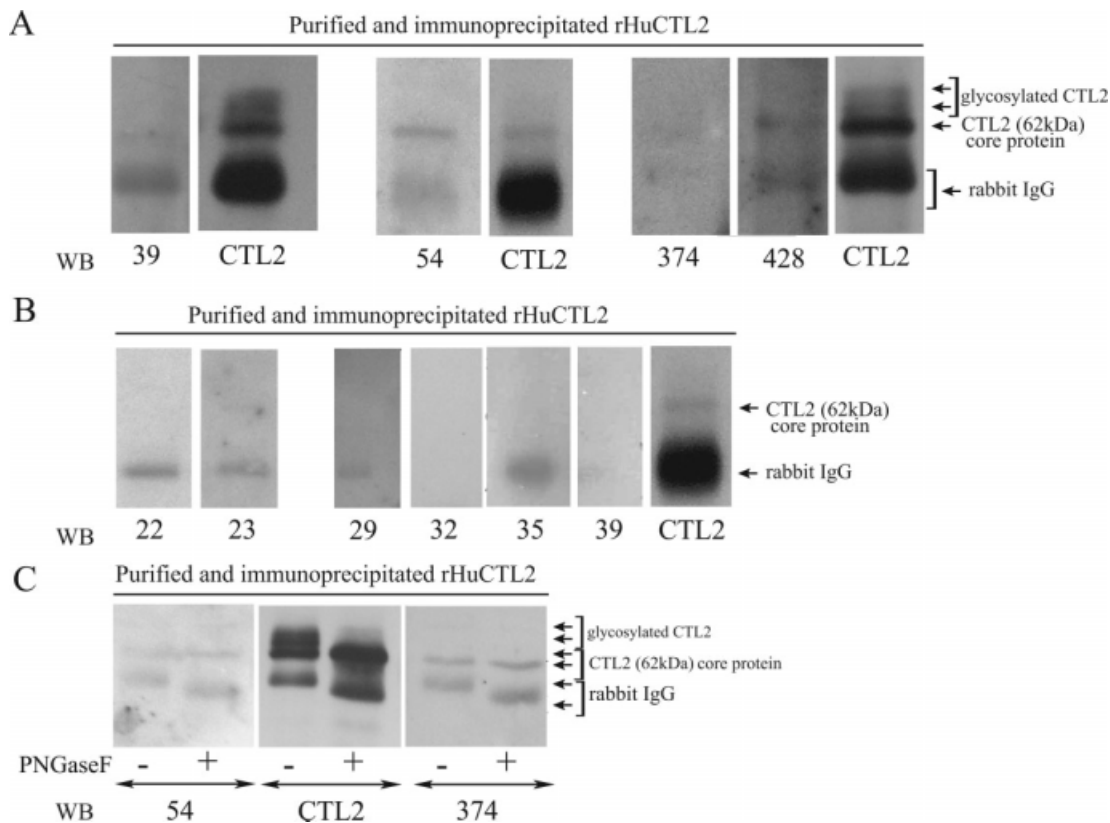 A
Purified and immunoprecipitated rHuCTL2
glycosylated CTL2
CTL2 (62kDa)
core protein
rabbit IgG
WB 39 CTL2 54 CTL2 374 428 CTL2
B
Purified and immunoprecipitated rHuCTL2
CTL2 (62kDa)
core protein
rabbit IgG
WB 22 23 29 32 35 39 CTL2
C
Purified and immunoprecipitated rHuCTL2
glycosylated CTL2
CTL2 (62kDa) core protein
rabbit IgG
PNGaseF - + - + - +
WB 54 CTL2 374